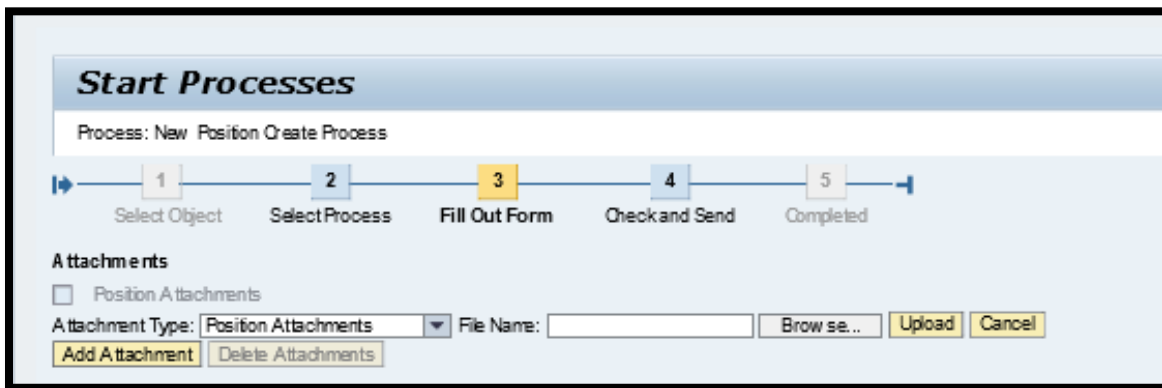 Start Processes
Process: New Position Create Process
1 2 3 4 5
Select Object Select Process Fill Out Form Check and Send Completed
Attachments
Position Attachments
Attachment Type: Position Attachments File Name: Browse... Upload Cancel
Add Attachment Delete Attachments